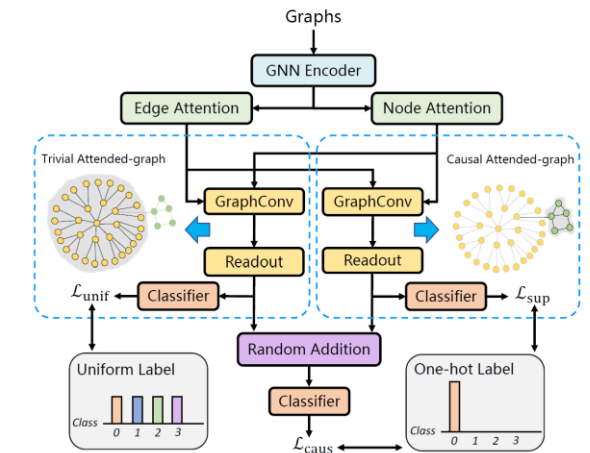 Graphs
GNN Encoder
Edge Attention
Node Attention
Trivial Attended-graph
Causal Attended-graph
GraphConv
GraphConv
Readout
Readout
ℒunif
Classifier
Classifier
ℒsup
Random Addition
Uniform Label
Class
0 1 2 3
One-hot Label
Class
0 1 2 3
Classifier
ℒcaus